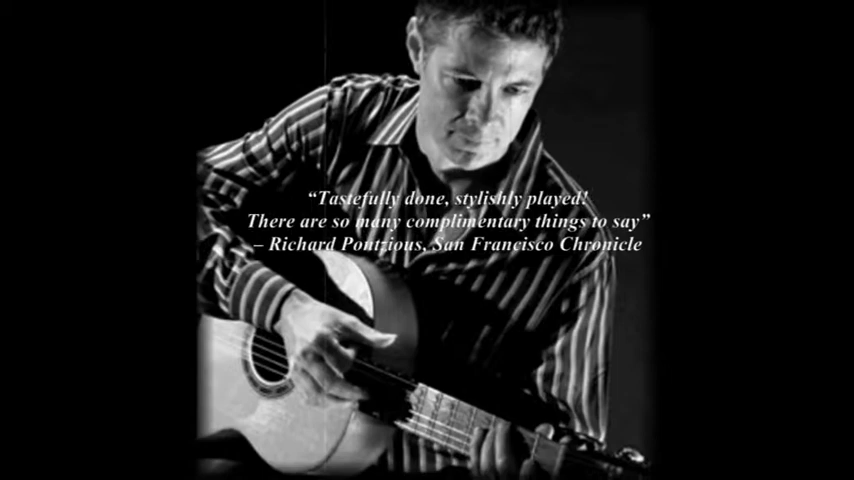 “Tastefully done, stylishly played!
There are so many complimentary things to say”
– Richard Pontzious, San Francisco Chronicle